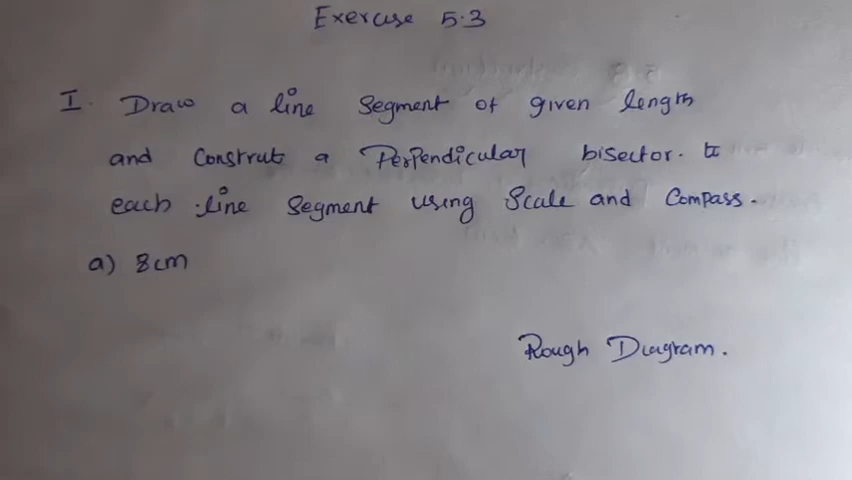 Exercise 5.3
I. Draw a line Segment of given length
and Construct a Perpendicular bisector. to
each line Segment using Scale and Compass.
a) 8cm
Rough Diagram.